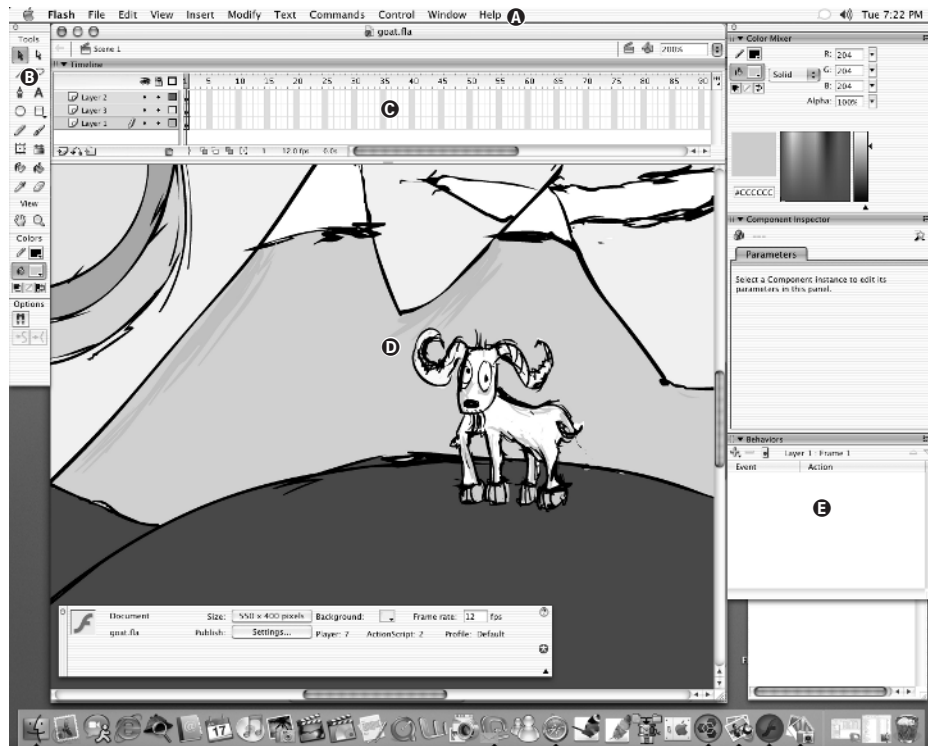 Flash File Edit View Insert Modify Text Commands Control Window Help A Tue 7:22 PM
Tools
goat.fla
Scene 1
200%
Timeline
5 10 15 20 25 30 35 40 45 50 55 60 65 70 75 80 85 90
Layer 2
Layer 3
Layer 1
1 12.0 fps 0.0s
B
C
A
View
Colors
Options
D
Color Mixer
R: 204
Solid
G: 204
B: 204
Alpha: 100%
#CCCCCC
Component Inspector
---
Parameters
Select a Component instance to edit its
parameters in this panel.
Behaviors
Layer 1 : Frame 1
Event Action
E
Document
goat.fla
Size: 550 x 400 pixels Background: Frame rate: 12 fps
Publish: Settings... Player: 7 ActionScript: 2 Profile: Default
F
17